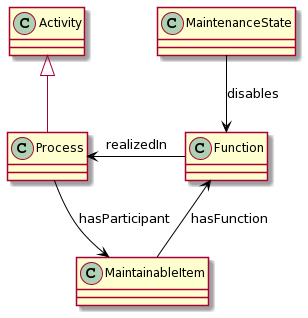 C Activity
C MaintenanceState
disables
C Process
realizedIn
C Function
hasParticipant
hasFunction
C MaintainableItem